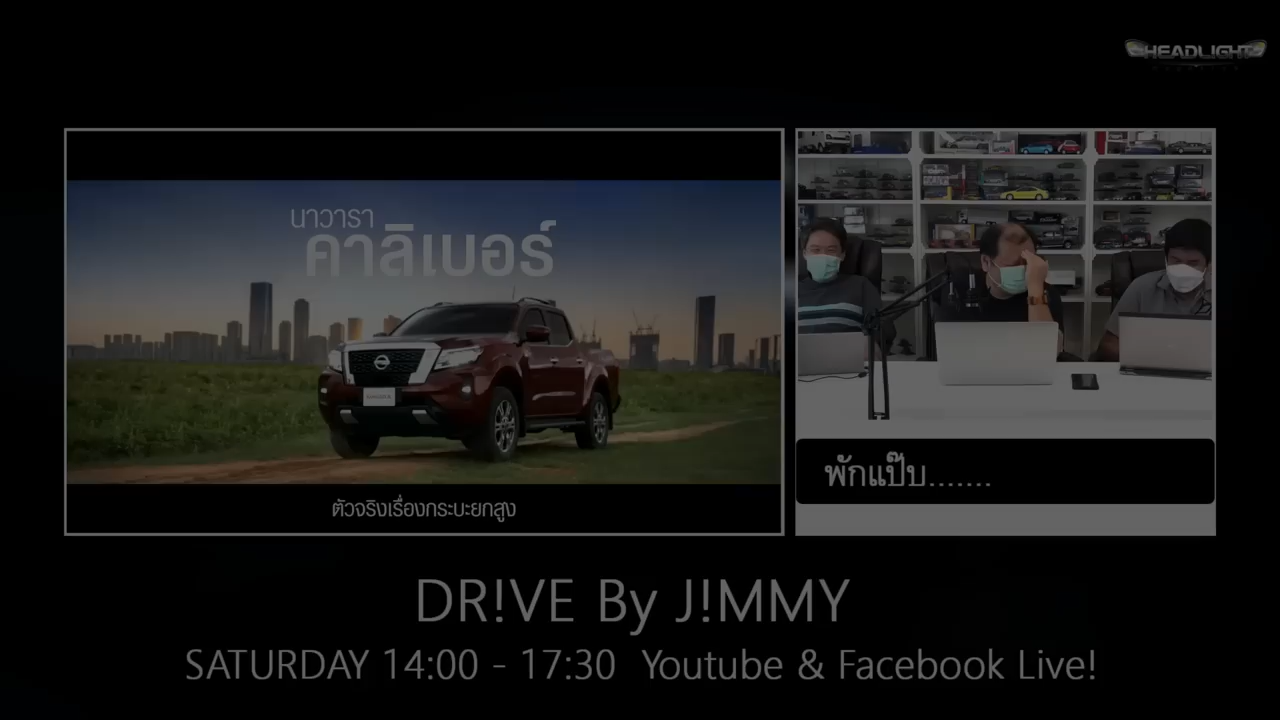 HEADLIGHT
นาวารา
คาลิเบอร์
ตัวจริงเรื่องกระบะยกสูง
พักแป๊บ.......
DR!VE By J!MMY
SATURDAY 14:00 - 17:30 Youtube & Facebook Live!